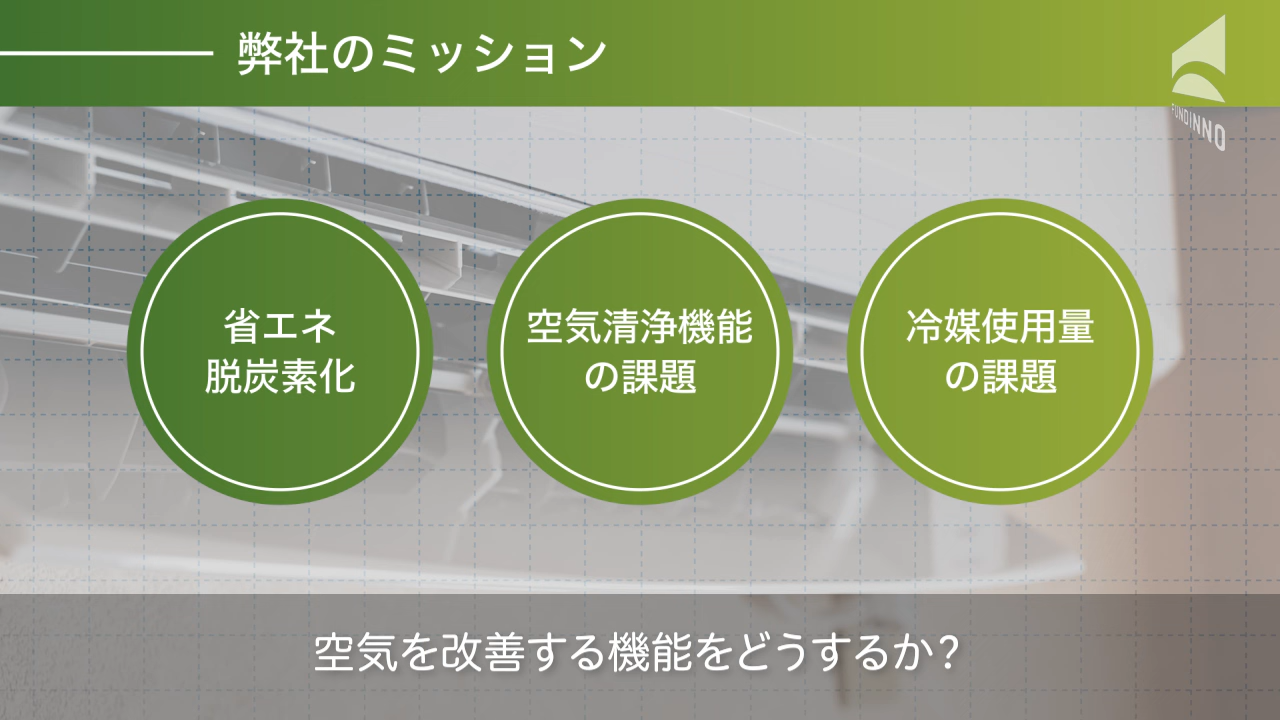 弊社のミッション
FUNDINNO
省エネ
脱炭素化
空気清浄機能
の課題
冷媒使用量
の課題
空気を改善する機能をどうするか?